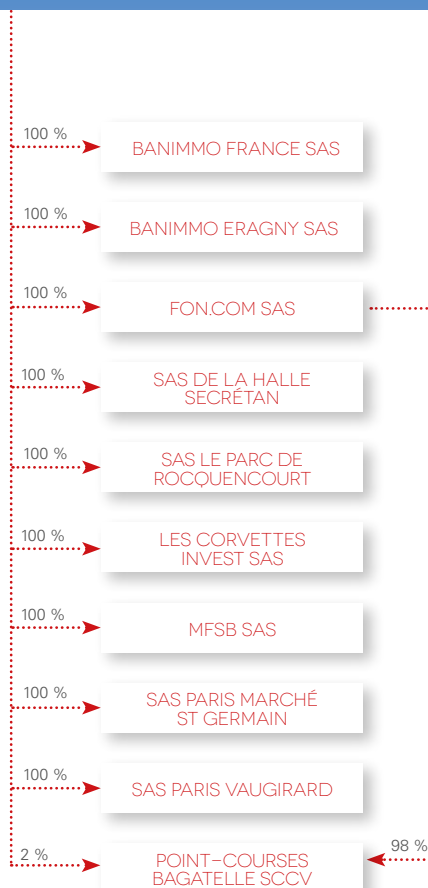 100 %
BANIMMO FRANCE SAS
100 %
BANIMMO ERAGNY SAS
100 %
FON.COM SAS
100 %
SAS DE LA HALLE
SECRÉTAN
100 %
SAS LE PARC DE
ROCQUENCOURT
100 %
LES CORVETTES
INVEST SAS
100 %
MFSB SAS
100 %
SAS PARIS MARCHÉ
ST GERMAIN
100 %
SAS PARIS VAUGIRARD
2 %
POINT-COURSES
BAGATELLE SCCV
98 %